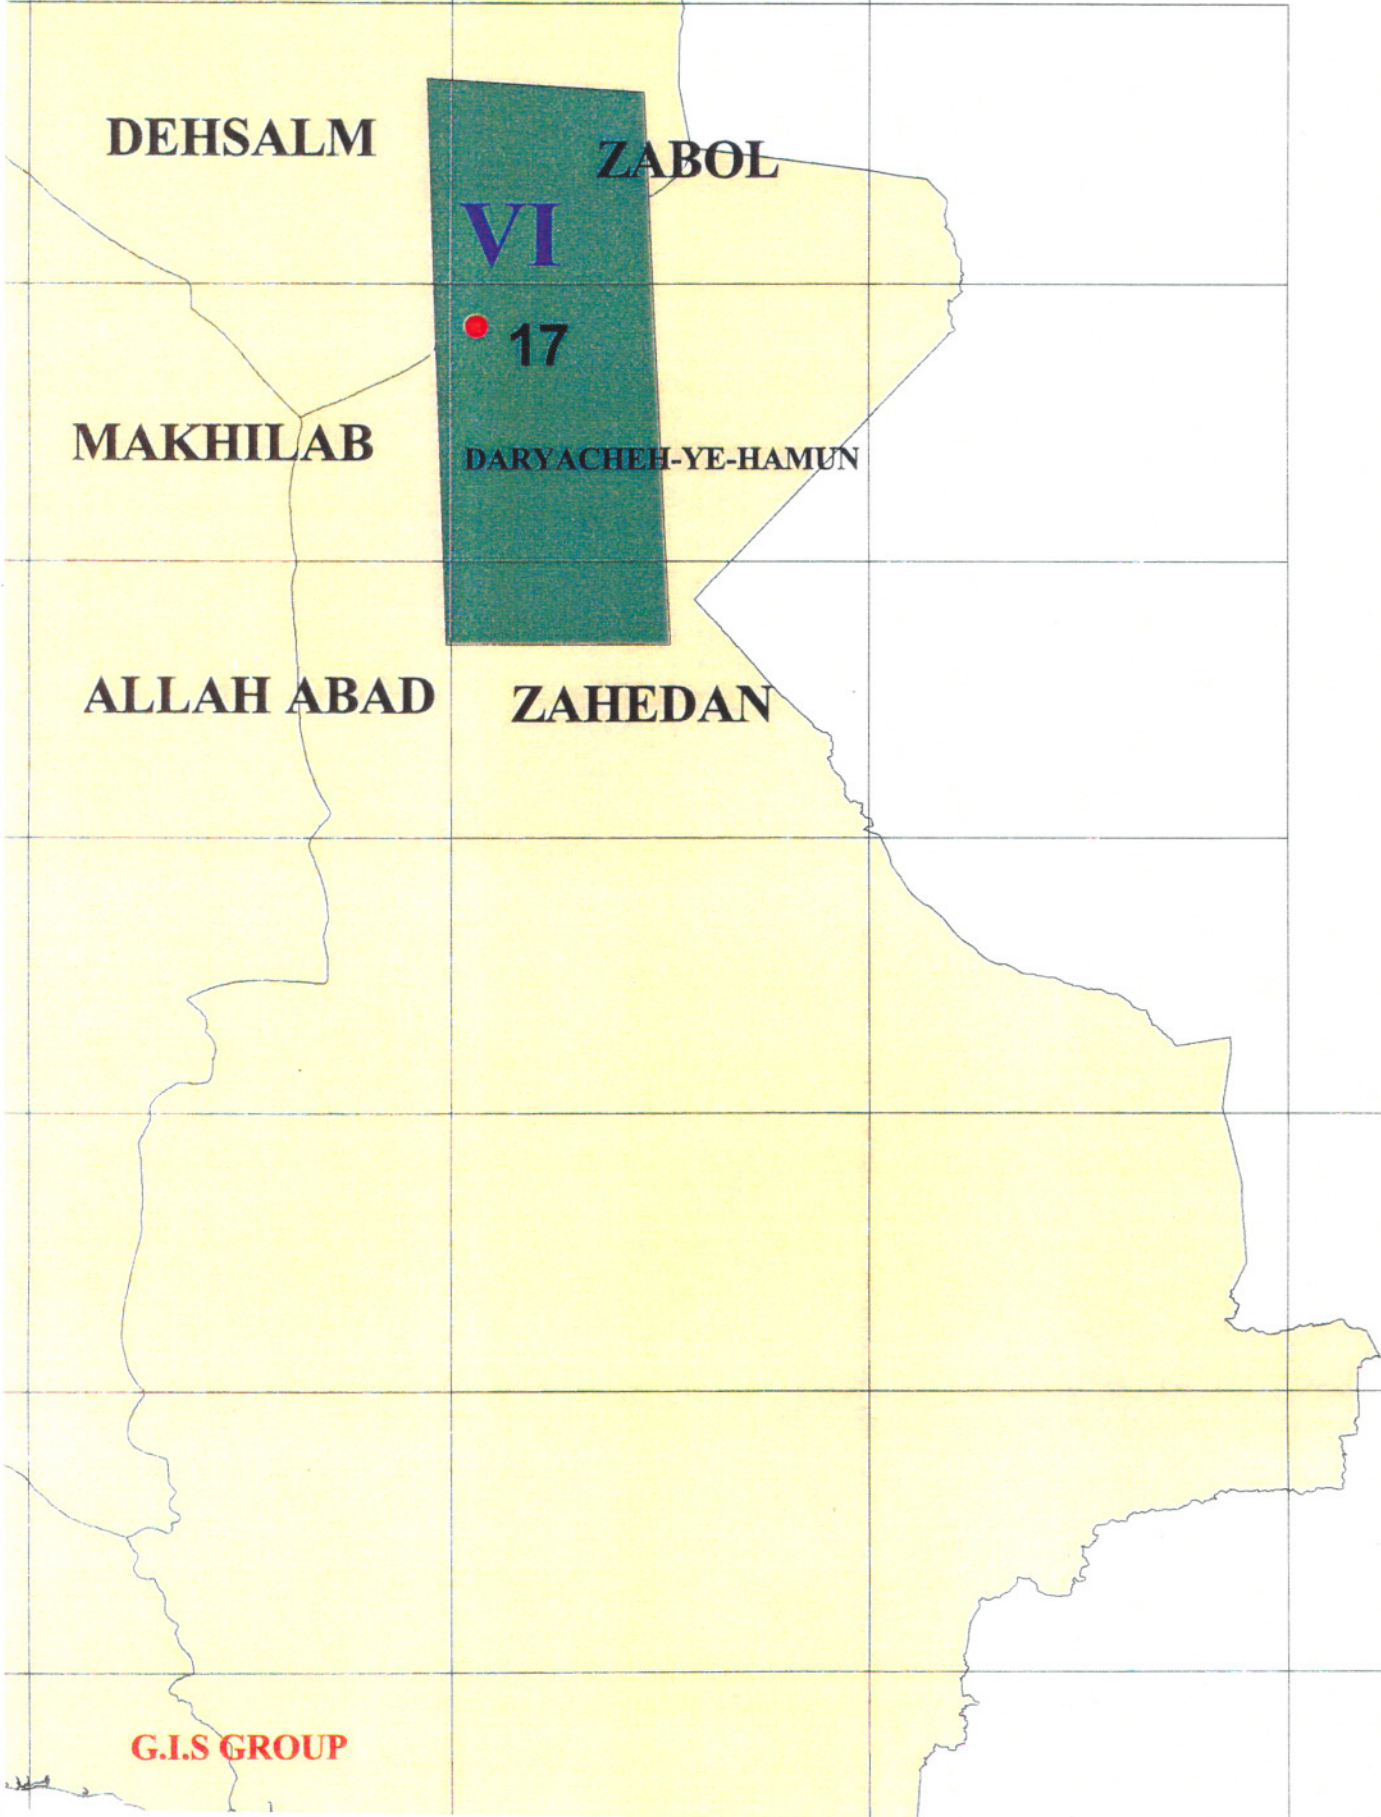 DEHSALM
ZABOL
VI
17
MAKHILAB
DARYACHEH-YE-HAMUN
ALLAH ABAD
ZAHEDAN
G.I.S GROUP